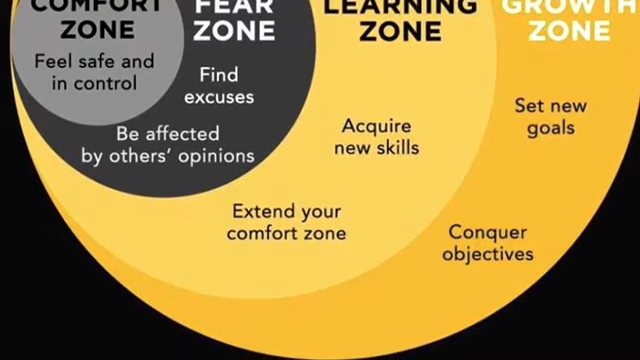 COMFORT
ZONE
Feel safe and
in control
FEAR
ZONE
Find
excuses
Be affected
by others' opinions
LEARNING
ZONE
Acquire
new skills
Extend your
comfort zone
GROWTH
ZONE
Set new
goals
Conquer
objectives